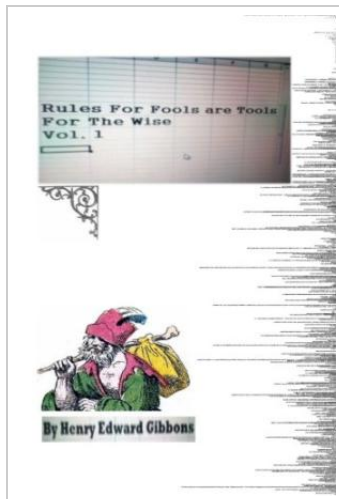 Rules For Fools are Tools
For The Wise
Vol. 1
By Henry Edward Gibbons